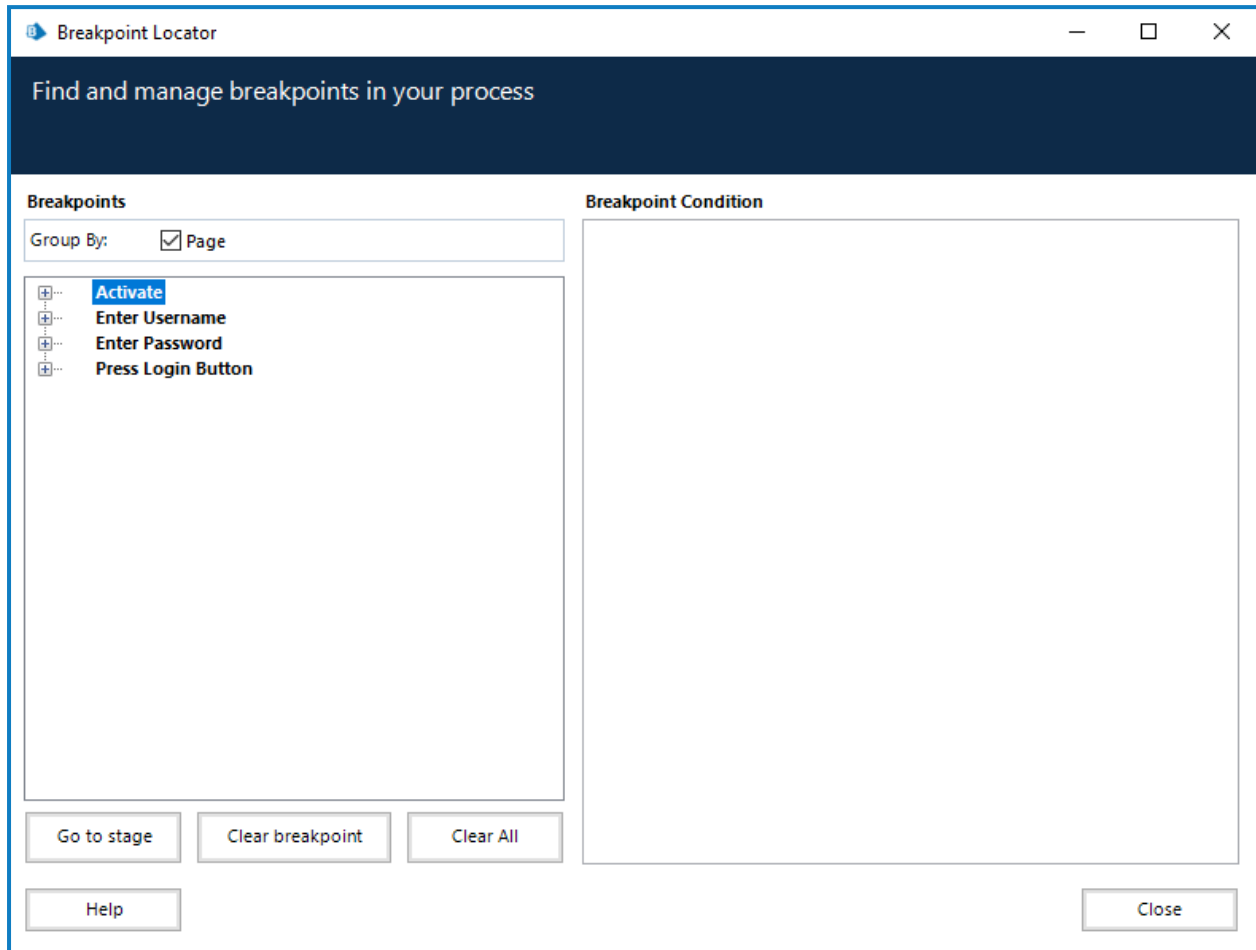 Breakpoint Locator
Find and manage breakpoints in your process
Breakpoints
Group By: Page
Activate
Enter Username
Enter Password
Press Login Button
Go to stage Clear breakpoint Clear All
Help
Breakpoint Condition
Close